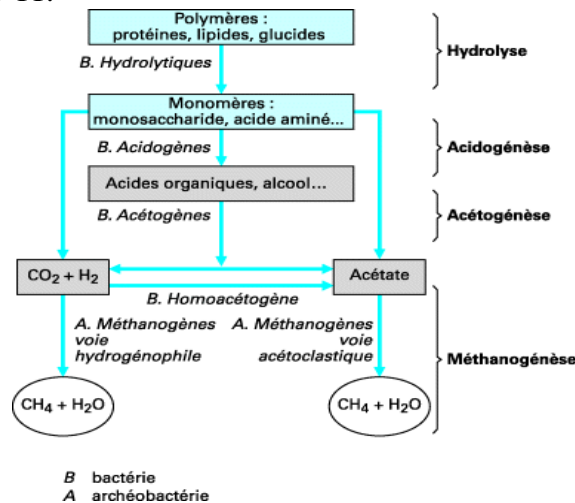 Polymères :
protéines, lipides, glucides
Hydrolyse
B. Hydrolytiques
Monomères :
monosaccharide, acide aminé...
B. Acidogènes
Acidogénèse
Acides organiques, alcool...
B. Acétogènes
Acétogénèse
CO₂ + H₂
Acétate
B. Homoacétogène
A. Méthanogènes
voie
hydrogénophile
A. Méthanogènes
voie
acétoclastique
Méthanogénèse
CH₄ + H₂O
CH₄ + H₂O
B bactérie
A archéobactérie